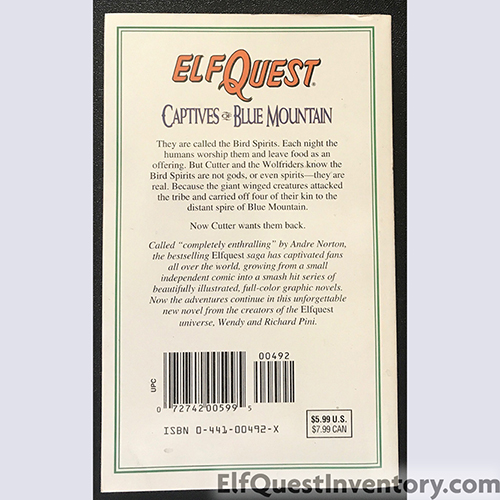 ELFQUEST®
CAPTIVES OF BLUE MOUNTAIN
They are called the Bird Spirits. Each night the
humans worship them and leave food as an
offering. But Cutter and the Wolfriders know the
Bird Spirits are not gods, or even spirits—they are
real. Because the giant winged creatures attacked
the tribe and carried off four of their kin to the
distant spire of Blue Mountain.
Now Cutter wants them back.
Called “completely enthralling” by Andre Norton,
the bestselling Elfquest saga has captivated fans
all over the world, growing from a small
independent comic into a smash hit series of
beautifully illustrated, full-color graphic novels.
Now the adventures continue in this unforgettable
new novel from the creators of the Elfquest
universe, Wendy and Richard Pini.
00492
UPC
0 72742 00599 5
ISBN 0-441-00492-X
$5.99 U.S.
$7.99 CAN
ElfQuestInventory.com